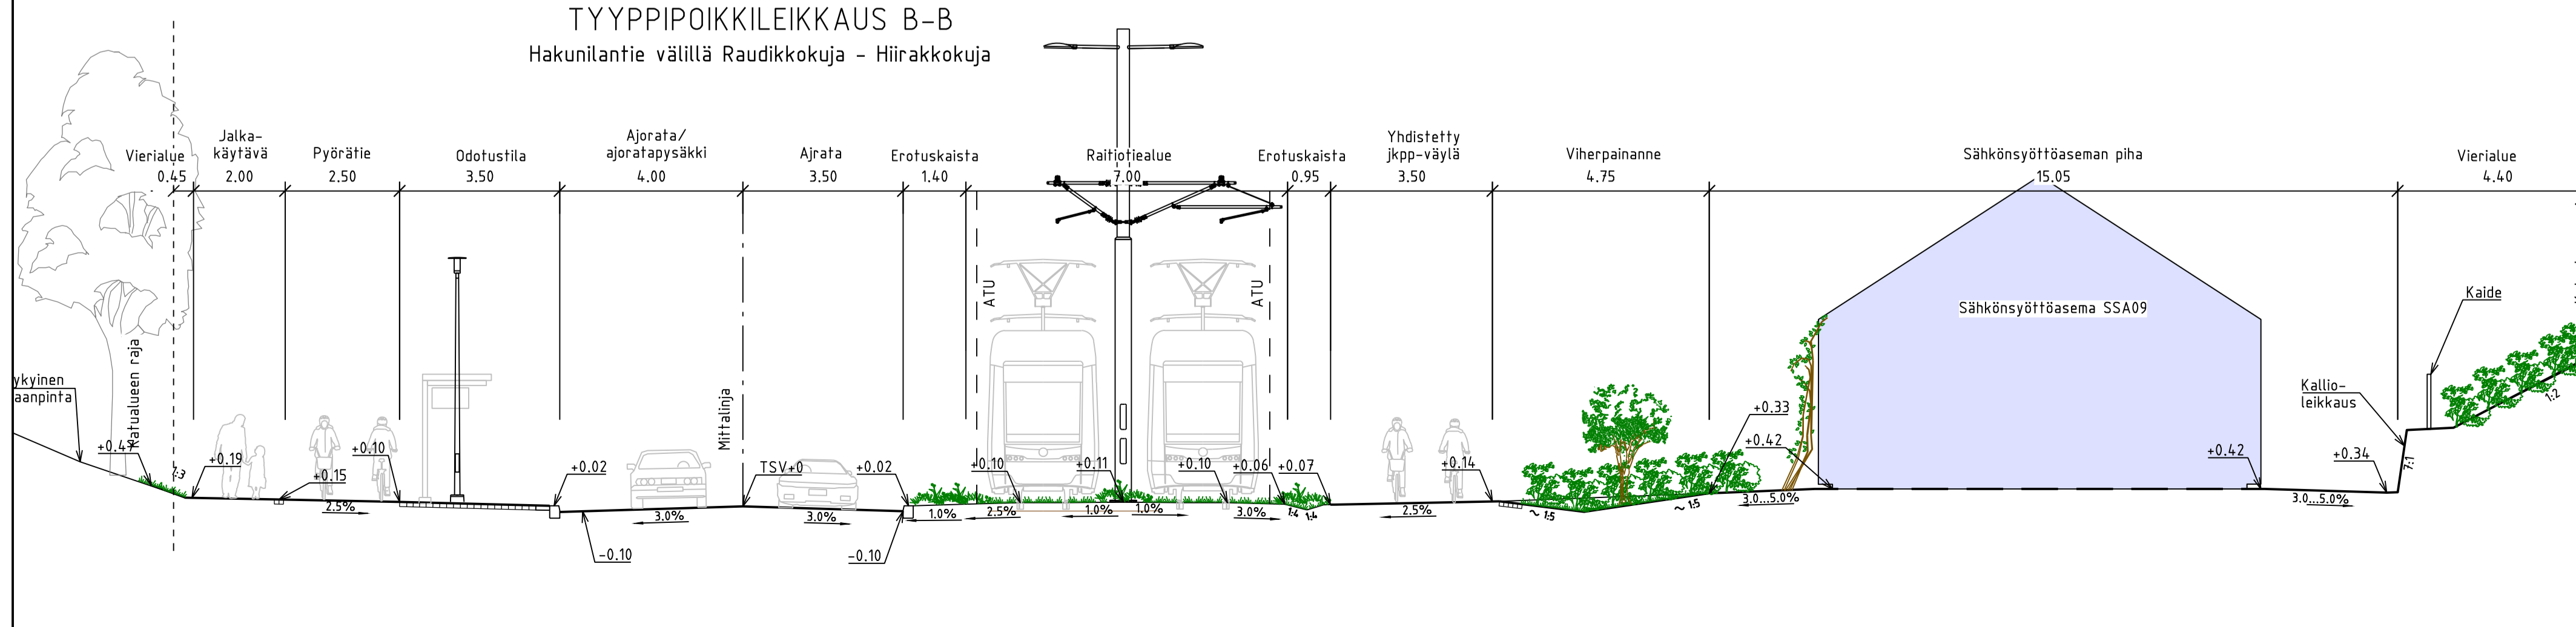 TYYPPIPOIKKILEIKKAUS B-B
Hakunilantie välillä Raudikkokuja - Hiirakkokuja
Vierialue
0.45
Jalka-
käytävä
2.00
Pyörätie
2.50
Odotustila
3.50
Ajorata/
ajoratapysäkki
4.00
Ajrata
3.50
Erotuskaista
1.40
Raitiotiealue
7.00
Erotuskaista
0.95
Yhdistetty
jkpp-väylä
3.50
Viherpainanne
4.75
Sähkönsyöttöaseman piha
15.05
Vierialue
4.40
ATU
ATU
Kaide
Sähkönsyöttöasema SSA09
Katualueen raja
Mittalinja
ykyinen
aanpinta
Kallio-
leikkaus
1:2
7:1
+0.47
1:3
+0.19
+0.15
+0.10
2.5%
+0.02
-0.10
3.0%
TSV±0
3.0%
+0.02
-0.10
1.0%
2.5%
+0.10
+0.11
1.0%
1.0%
+0.10
3.0%
+0.06
+0.07
1:4
1:4
2.5%
+0.14
~ 1:5
~ 1:5
+0.33
+0.42
3.0...5.0%
+0.42
3.0...5.0%
+0.34